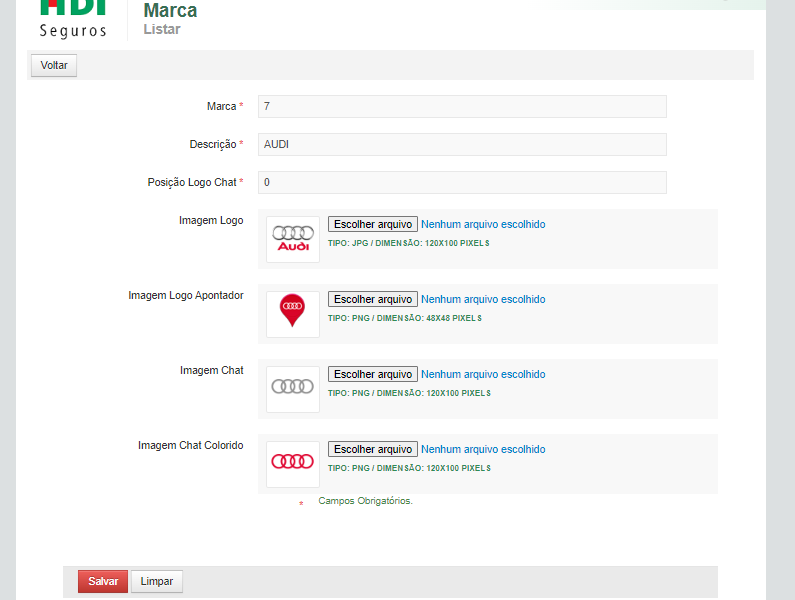 HDI
Seguros
Marca
Listar
Voltar
Marca *
7
Descrição *
AUDI
Posição Logo Chat *
0
Imagem Logo
Audi
Escolher arquivo Nenhum arquivo escolhido
TIPO: JPG / DIMENSÃO: 120X100 PIXELS
Imagem Logo Apontador
Escolher arquivo Nenhum arquivo escolhido
TIPO: PNG / DIMENSÃO: 48X48 PIXELS
Imagem Chat
Escolher arquivo Nenhum arquivo escolhido
TIPO: PNG / DIMENSÃO: 120X100 PIXELS
Imagem Chat Colorido
Escolher arquivo Nenhum arquivo escolhido
TIPO: PNG / DIMENSÃO: 120X100 PIXELS
* Campos Obrigatórios.
Salvar Limpar